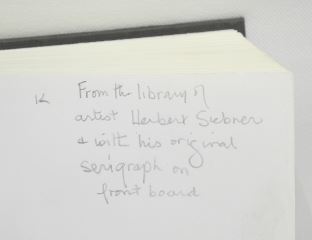 From the library of
artist Herbert Siebner
& with his original
serigraph on
front board